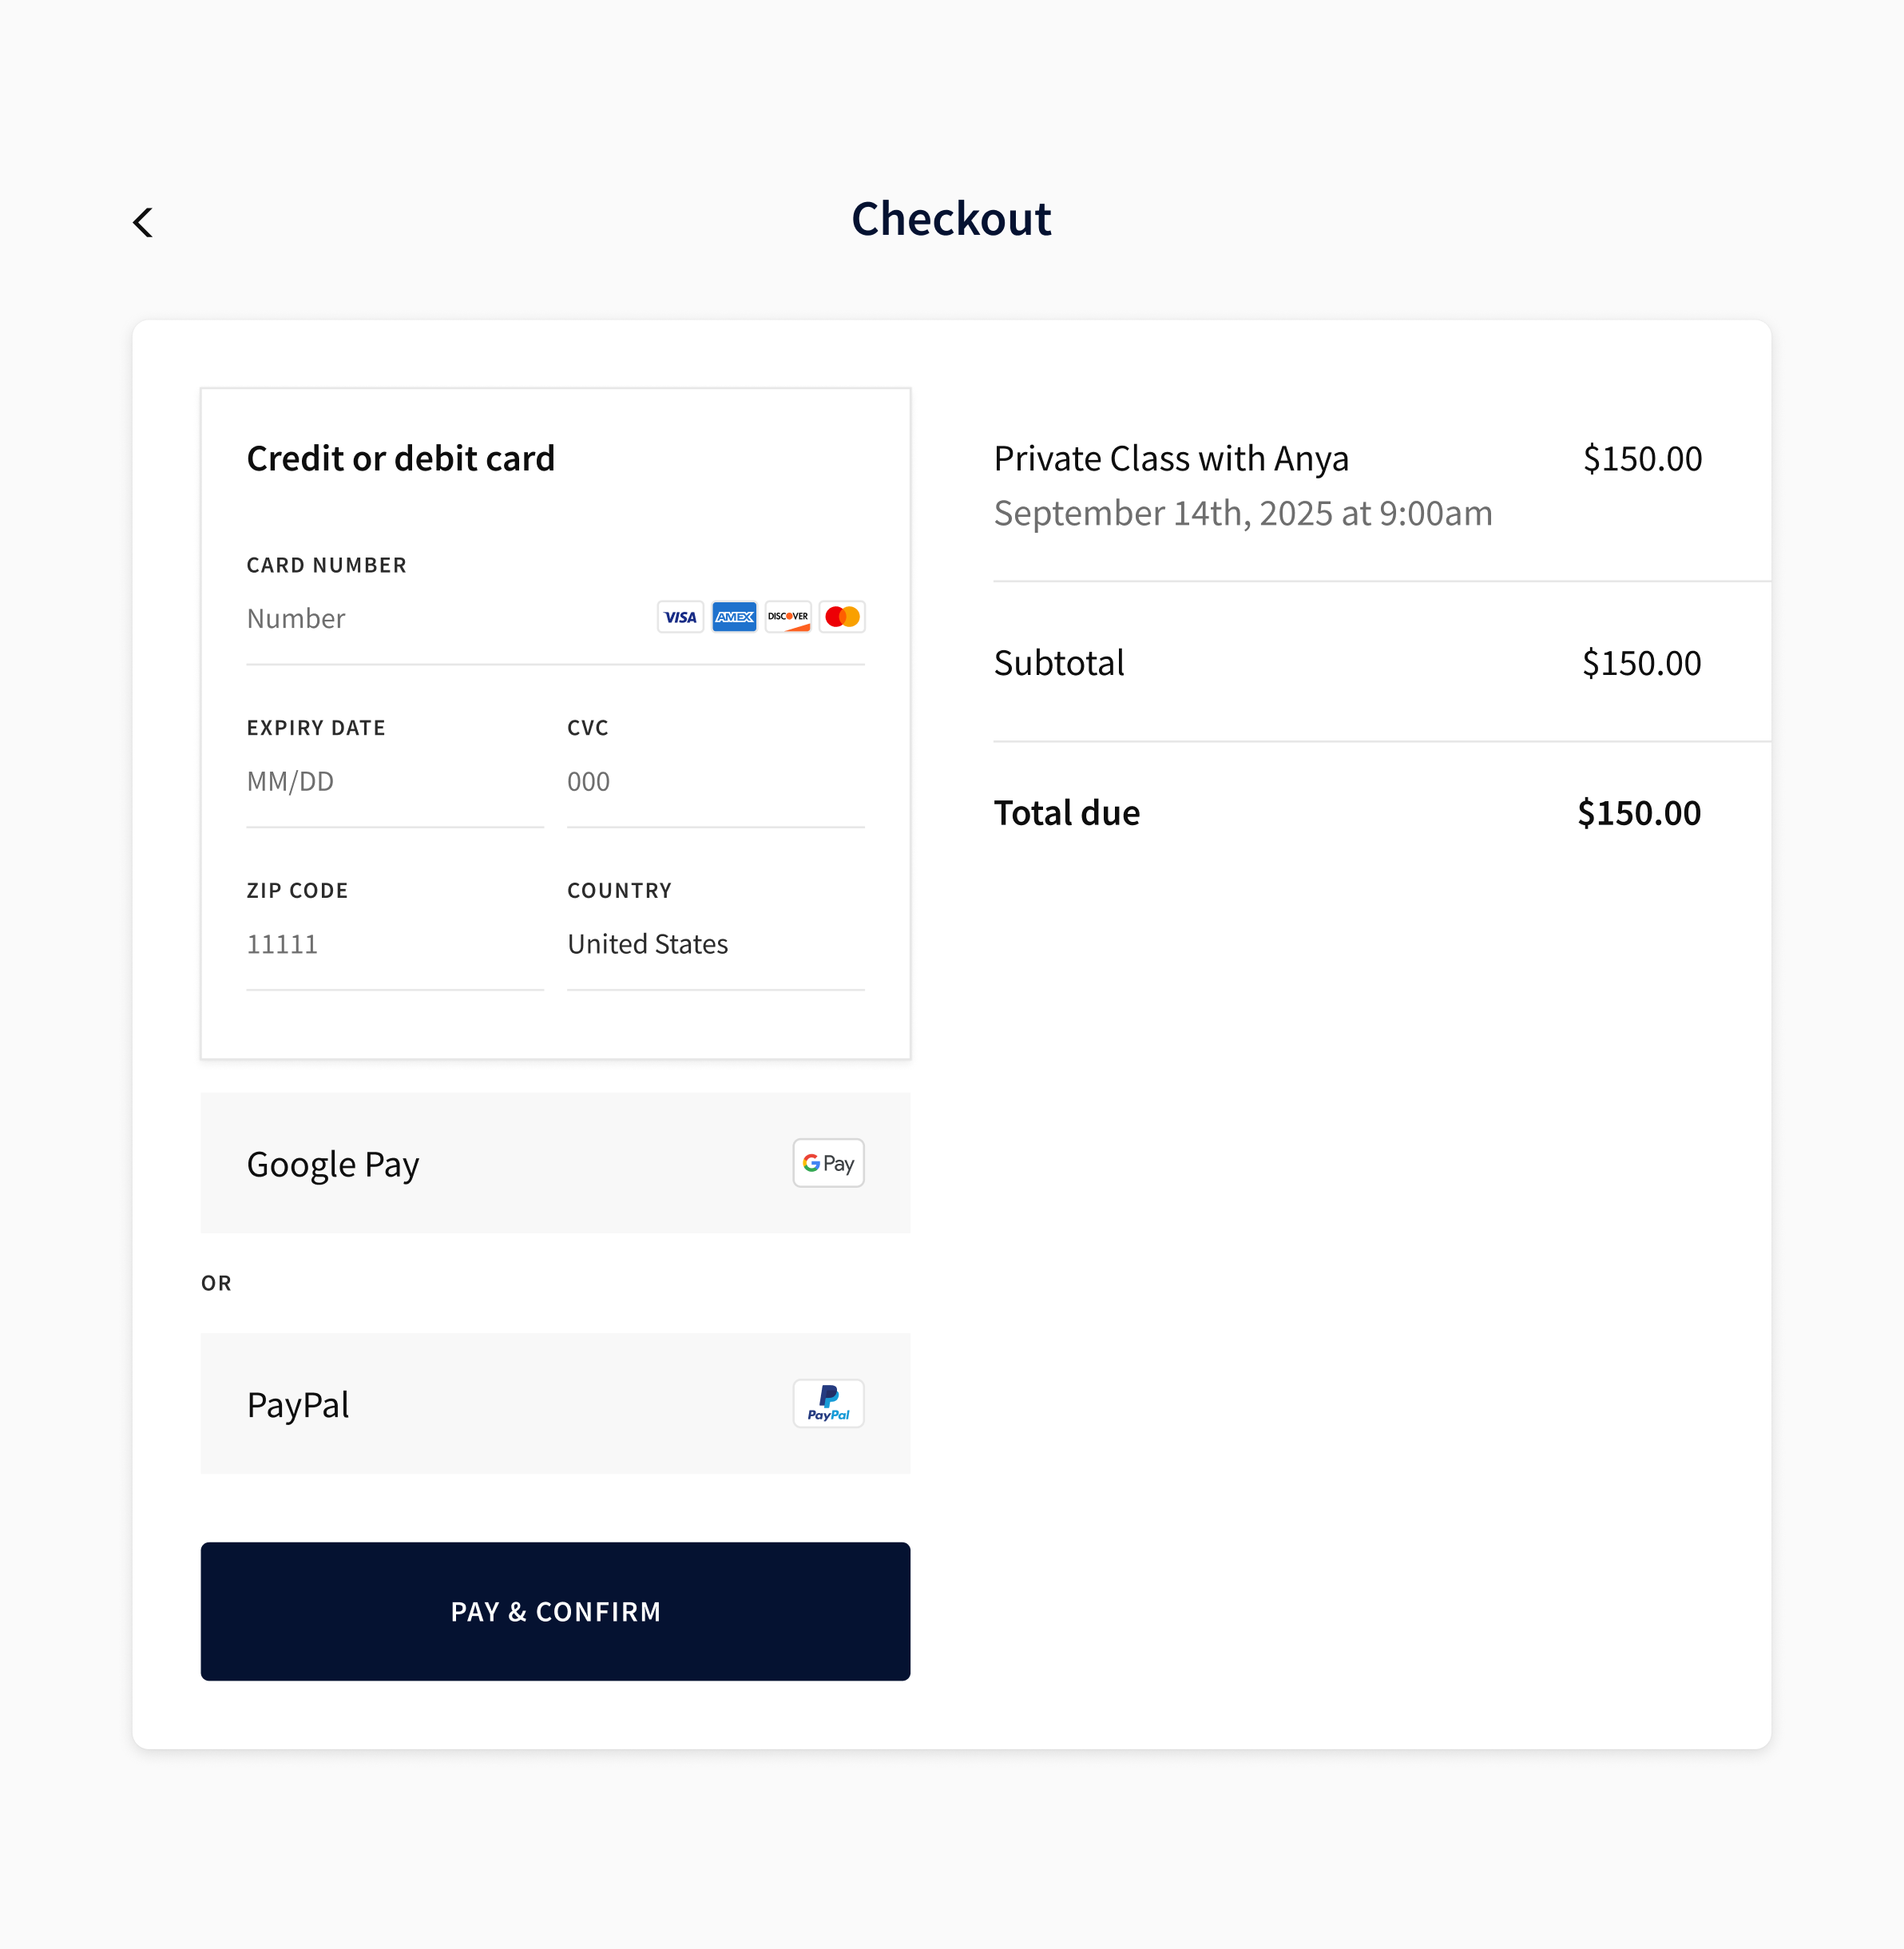 Checkout
Credit or debit card
CARD NUMBER
Number VISA AMEX DISCOVER
EXPIRY DATE CVC
MM/DD 000
ZIP CODE COUNTRY
11111 United States
Google Pay G Pay
OR
PayPal PayPal
PAY & CONFIRM
Private Class with Anya $150.00
September 14th, 2025 at 9:00am
Subtotal $150.00
Total due $150.00